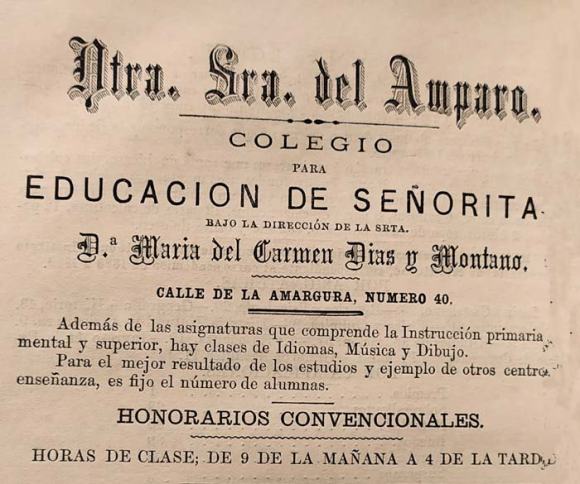 Ntra. Sra. del Amparo.
COLEGIO
PARA
EDUCACION DE SEÑORITA
BAJO LA DIRECCIÓN DE LA SRTA.
D.ª Maria del Carmen Dias y Montano.
CALLE DE LA AMARGURA, NUMERO 40.
Además de las asignaturas que comprende la Instrucción primaria
mental y superior, hay clases de Idiomas, Música y Dibujo.
Para el mejor resultado de los estudios y ejemplo de otros centro
enseñanza, es fijo el número de alumnas.
HONORARIOS CONVENCIONALES.
HORAS DE CLASE; DE 9 DE LA MAÑANA A 4 DE LA TARD